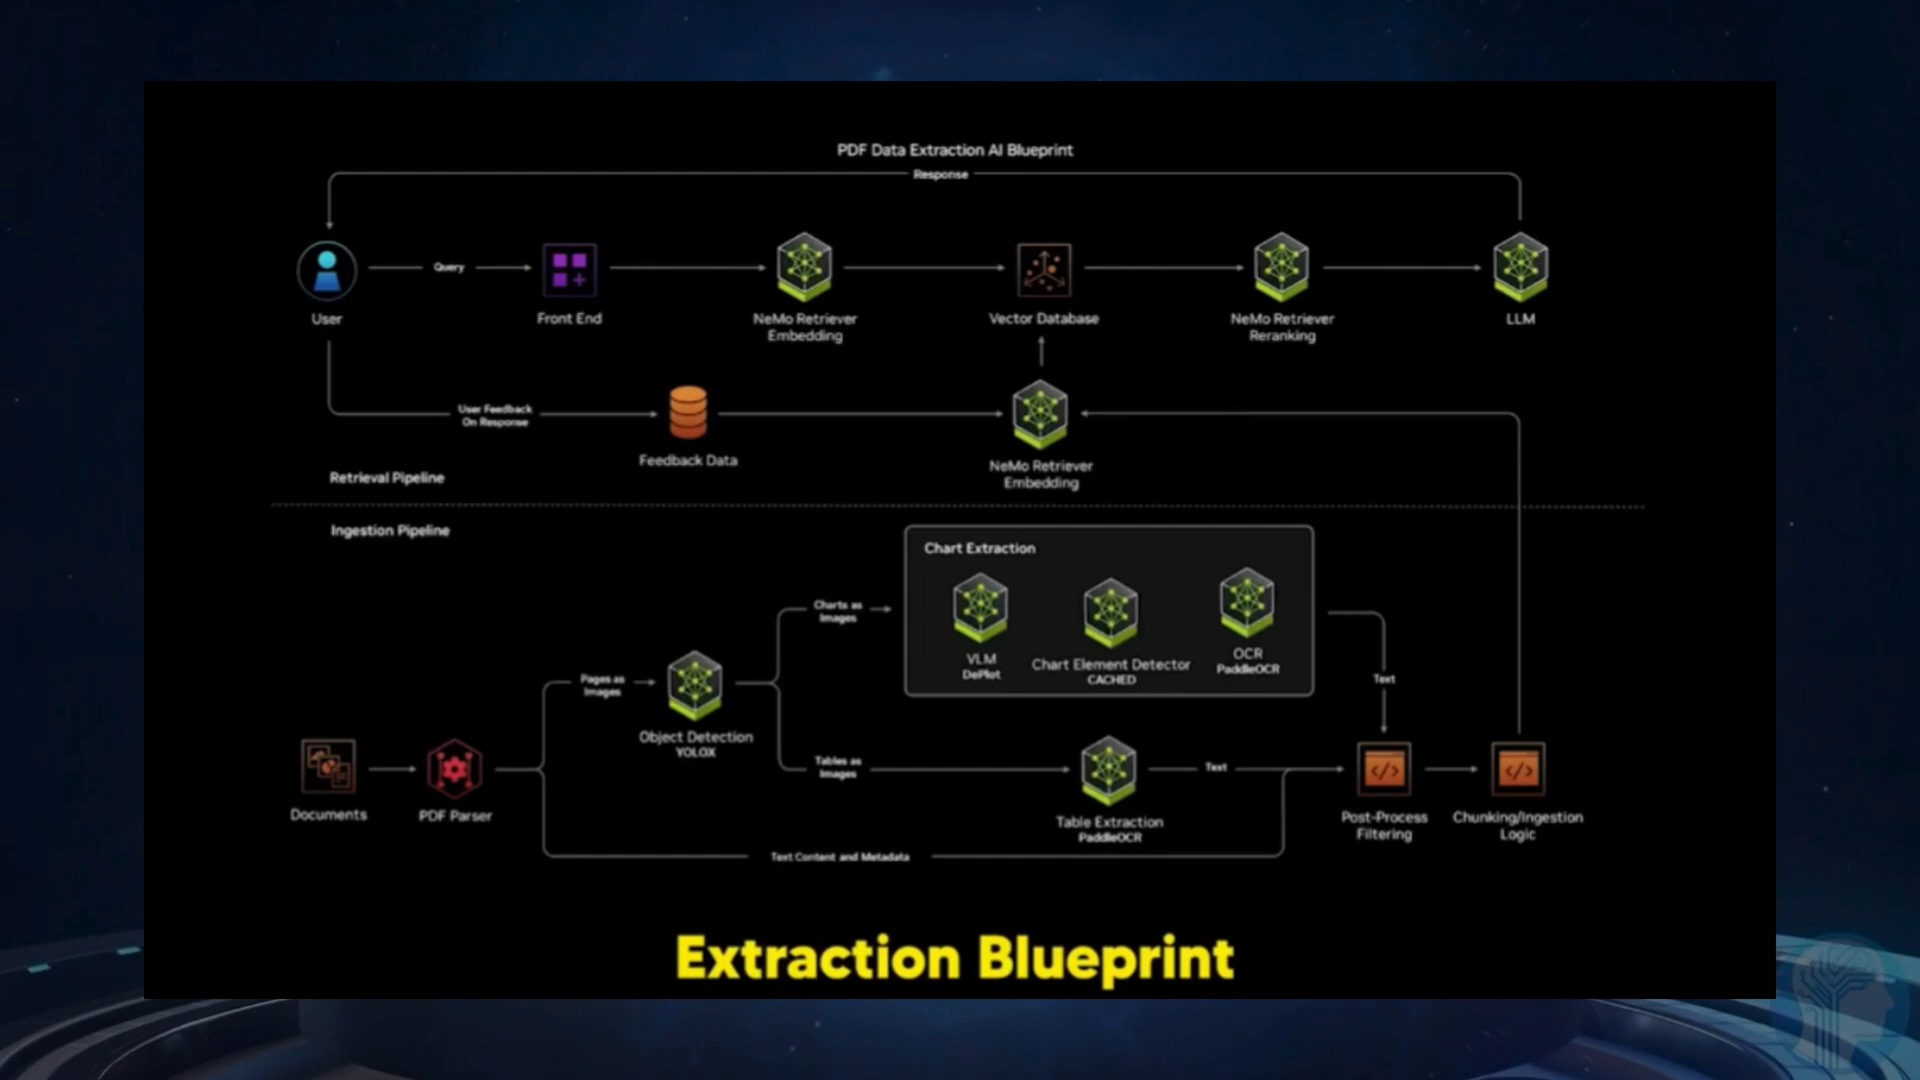 PDF Data Extraction AI Blueprint
Response
Query
User
Front End
NeMo Retriever
Embedding
Vector Database
NeMo Retriever
Reranking
LLM
User Feedback
On Response
Feedback Data
NeMo Retriever
Embedding
Retrieval Pipeline
Ingestion Pipeline
Chart Extraction
Charts as
Images
VLM
DePlot
Chart Element Detector
CACHED
OCR
PaddleOCR
Pages as
Images
Text
Object Detection
YOLOX
Tables as
Images
Text
Documents
PDF Parser
Table Extraction
PaddleOCR
Post-Process
Filtering
Chunking/Ingestion
Logic
Text Content and Metadata
Extraction Blueprint